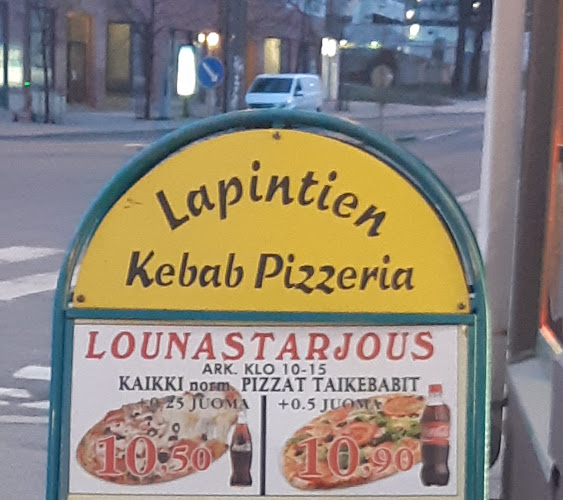 Lapintien
Kebab Pizzeria
LOUNASTARJOUS
ARK. KLO 10-15
KAIKKI norm. PIZZAT TAIKEBABIT
+0.25 JUOMA +0.5 JUOMA
10.50 10.90